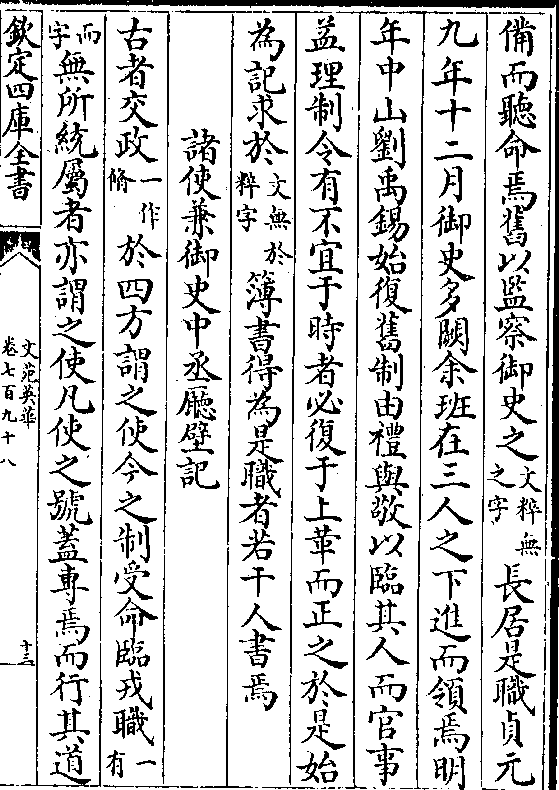 備而聽命焉舊以監察御史之文粹無之字長居是職貞元
九年十二月御史多闕余班在三人之下進而領焉明
年中山劉禹錫始復舊制由禮與敬以臨其人而官事
益理制令有不宜于時者必復于上革而正之於是始
為記求於文無於粹字簿書得為是職者若干人書焉
諸使兼御史中丞廳壁記
古者交政一作脩於四方謂之使今之制受命臨戎職一有
而字無所統屬者亦謂之使凡使之號蓋專焉而行其道
欽定四庫全書
文苑英華
卷七百九十八
十三